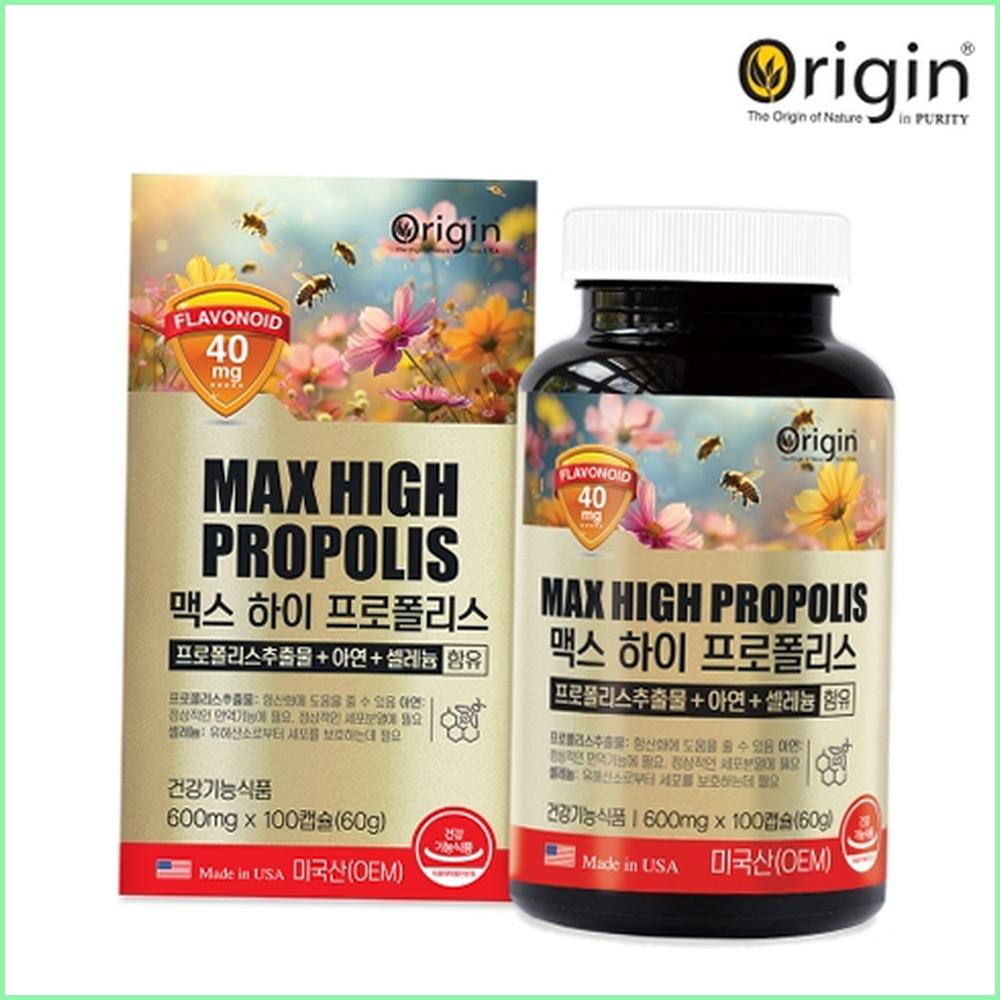 Origin®
The Origin of Nature in PURITY
Origin
FLAVONOID
40
mg
MAX HIGH
PROPOLIS
맥스 하이 프로폴리스
프로폴리스추출물+아연+셀레늄 함유
프로폴리스추출물: 항산화에 도움을 줄 수 있음 아연:
정상적인 면역기능에 필요, 정상적인 세포분열에 필요
셀레늄: 유해산소로부터 세포를 보호하는데 필요
건강기능식품
600mg x 100캡슐(60g)
건강
기능식품
Made in USA 미국산(OEM)
Origin
FLAVONOID
40
mg
MAX HIGH PROPOLIS
맥스 하이 프로폴리스
프로폴리스추출물+아연+셀레늄 함유
프로폴리스추출물: 항산화에 도움을 줄 수 있음 아연:
정상적인 면역기능에 필요, 정상적인 세포분열에 필요
셀레늄: 유해산소로부터 세포를 보호하는데 필요
건강기능식품 | 600mg x 100캡슐(60g)
건강
기능식품
Made in USA 미국산(OEM)